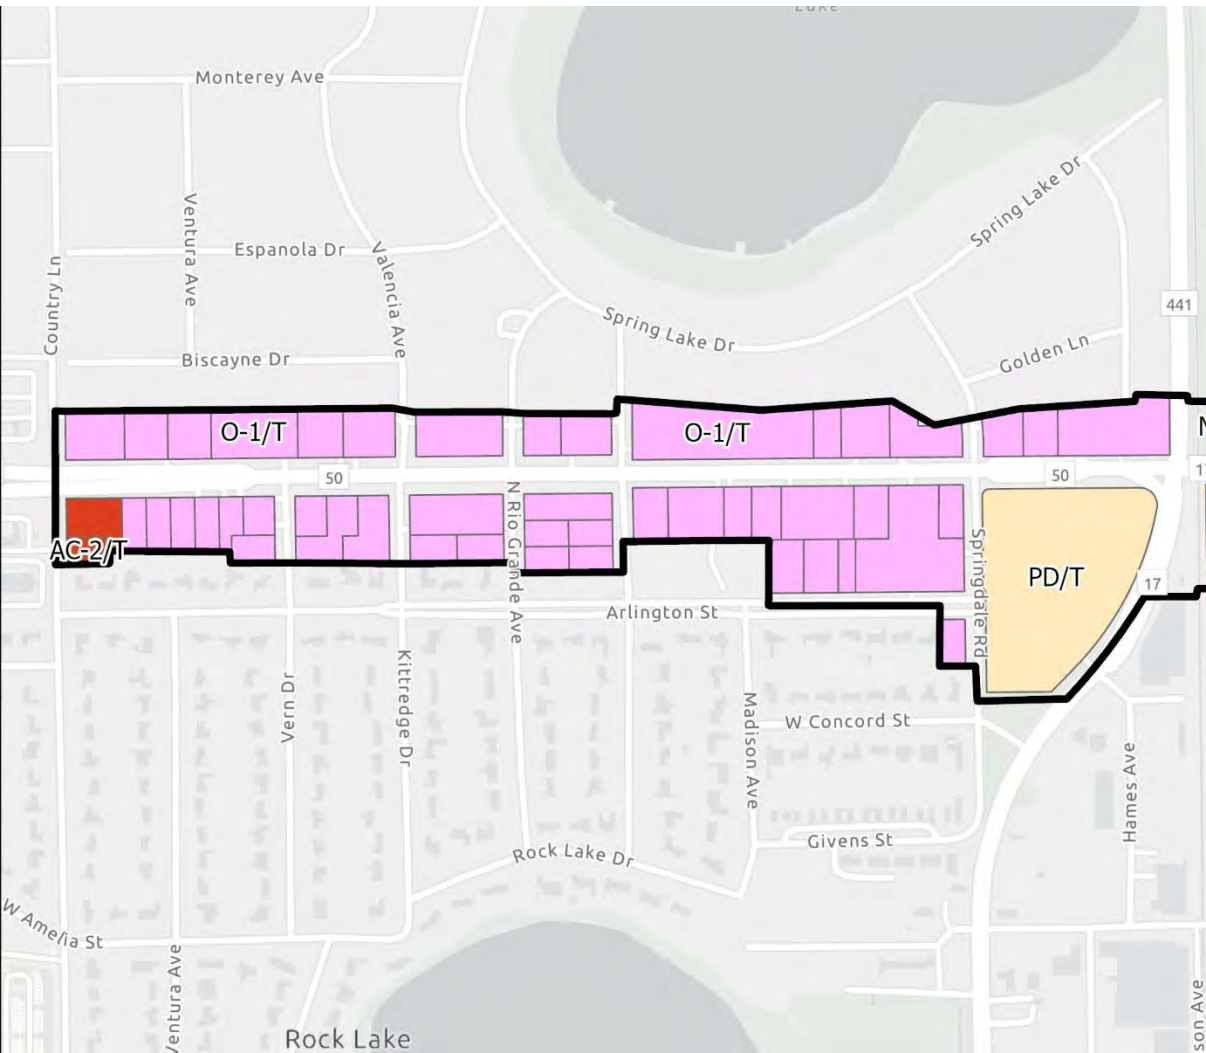 Lake
Monterey Ave
Ventura Ave
Espanola Dr
Valencia Ave
Spring Lake Dr
Country Ln
441
Spring Lake Dr
Golden Ln
Biscayne Dr
O-1/T
O-1/T
50
50
N Rio Grande Ave
AC-2/T
Springdale Rd
PD/T
17
Arlington St
Kittredge Dr
Vern Dr
Madison Ave
W Concord St
Hames Ave
Givens St
Rock Lake Dr
W Amelia St
Ventura Ave
Rock Lake